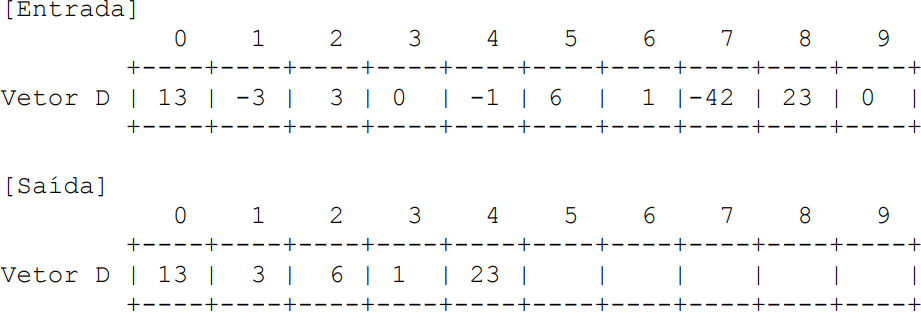 [Entrada]
0 1 2 3 4 5 6 7 8 9
+----+----+----+----+----+----+----+----+----+----+
Vetor D | 13 | -3 | 3 | 0 | -1 | 6 | 1 |-42 | 23 | 0 |
+----+----+----+----+----+----+----+----+----+----+
[Saída]
0 1 2 3 4 5 6 7 8 9
+----+----+----+----+----+----+----+----+----+----+
Vetor D | 13 | 3 | 6 | 1 | 23 | | | | | |
+----+----+----+----+----+----+----+----+----+----+